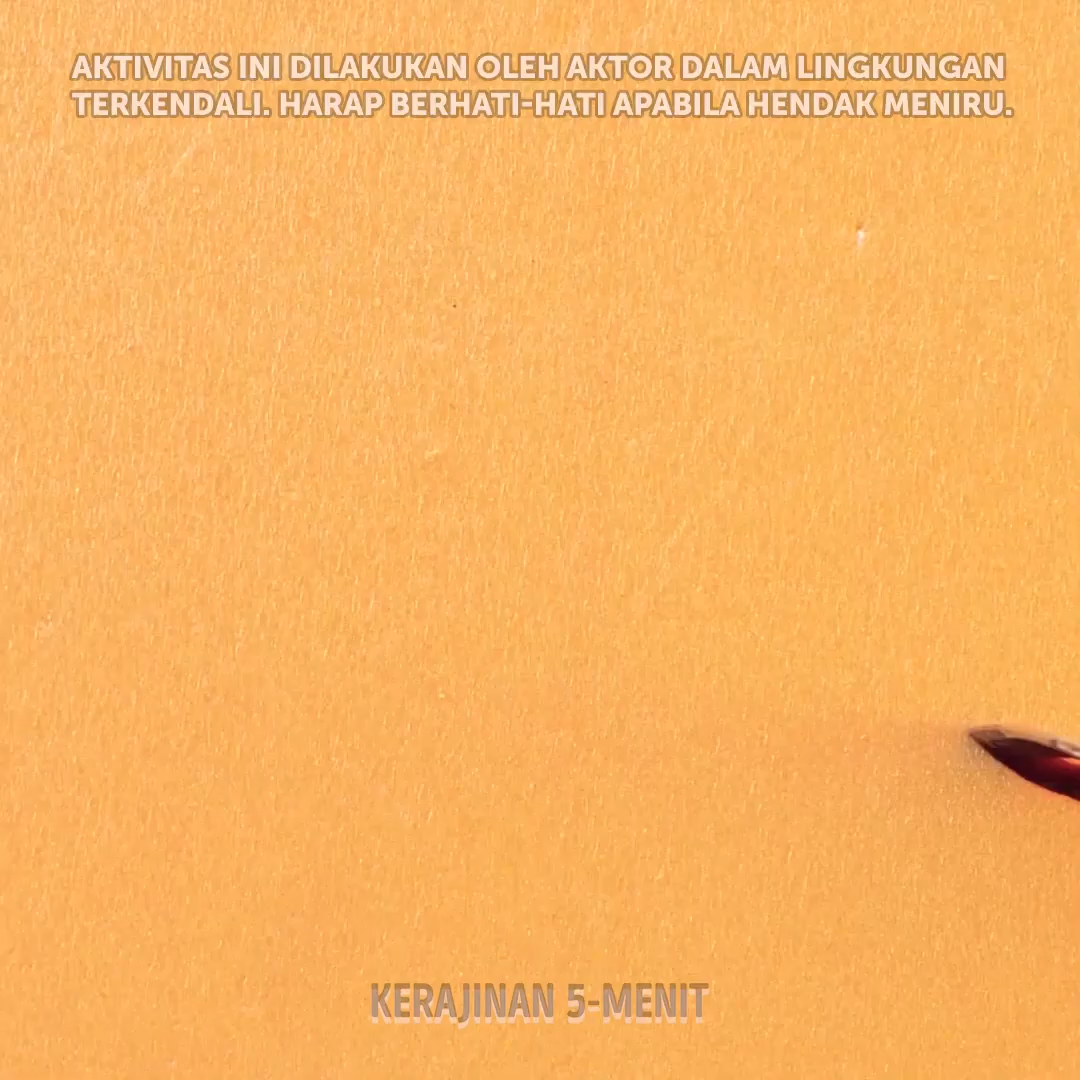 AKTIVITAS INI DILAKUKAN OLEH AKTOR DALAM LINGKUNGAN
TERKENDALI. HARAP BERHATI-HATI APABILA HENDAK MENIRU.
KERAJINAN 5-MENIT